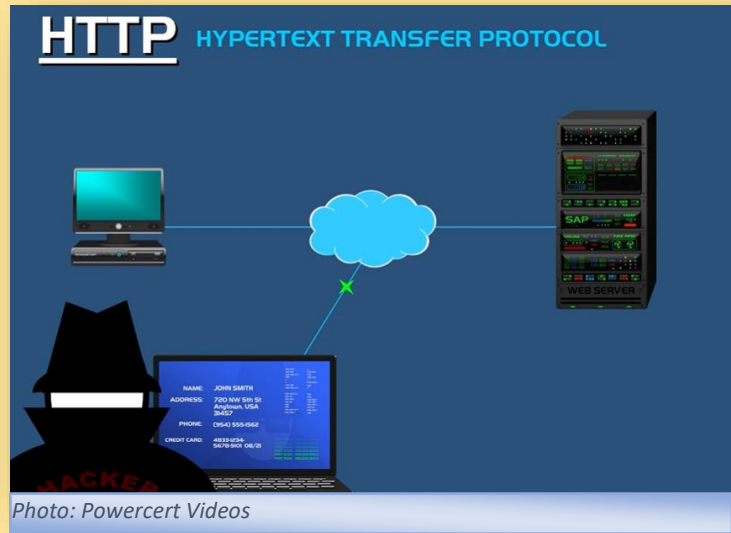 HTTP HYPERTEXT TRANSFER PROTOCOL
SAP
WEB SERVER
NAME: JOHN SMITH
ADDRESS: 720 NW 5th St
Anytown, USA
31457
PHONE: (954) 555-1562
CREDIT CARD: 4833-1234-
5678-9101 08/21
HACKER
Photo: Powercert Videos